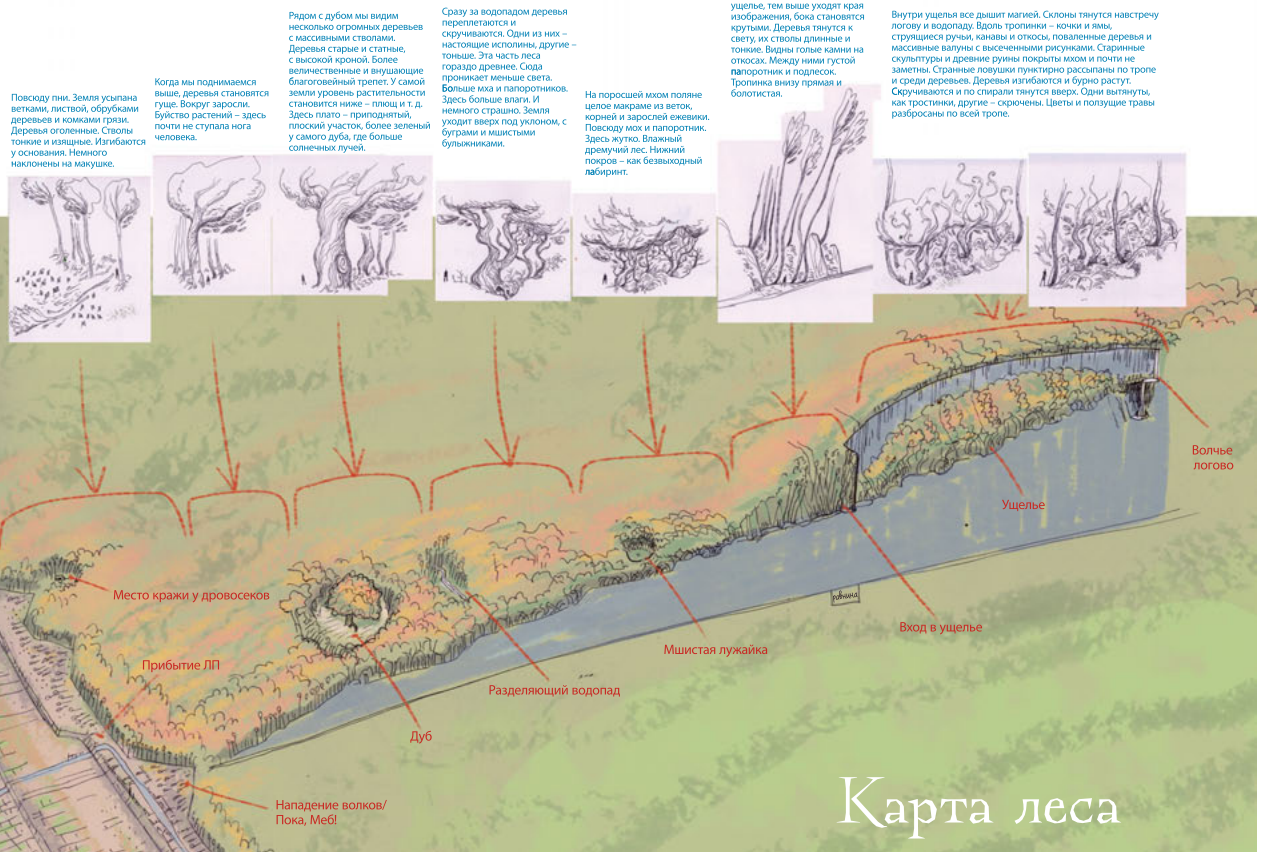 Повсюду пни. Земля усыпана
ветками, листвой, обрубками
деревьев и комками грязи.
Деревья оголенные. Стволы
тонкие и изящные. Изгибаются
у основания. Немного
наклонены на макушке.
Когда мы поднимаемся
выше, деревья становятся
гуще. Вокруг заросли.
Буйство растений – здесь
почти не ступала нога
человека.
Рядом с дубом мы видим
несколько огромных деревьев
с массивными стволами.
Деревья старые и статные,
с высокой кроной. Более
величественные и внушающие
благоговейный трепет. У самой
земли уровень растительности
становится ниже – плющ и т. д.
Здесь плато – приподнятый,
плоский участок, более зеленый
у самого дуба, где больше
солнечных лучей.
Сразу за водопадом деревья
переплетаются и
скручиваются. Одни из них –
настоящие исполины, другие –
тоньше. Эта часть леса
гораздо древнее. Сюда
проникает меньше света.
Больше мха и папоротников.
Здесь больше влаги. И
немного страшно. Земля
уходит вверх под уклоном, с
буграми и мшистыми
булыжниками.
На поросшей мхом поляне
целое макраме из веток,
корней и зарослей ежевики.
Повсюду мох и папоротник.
Здесь жутко. Влажный
дремучий лес. Нижний
покров – как безвыходный
лабиринт.
ущелье, тем выше уходят края
изображения, бока становятся
крутыми. Деревья тянутся к
свету, их стволы длинные и
тонкие. Видны голые камни на
откосах. Между ними густой
папоротник и подлесок.
Тропинка внизу прямая и
болотистая.
Внутри ущелья все дышит магией. Склоны тянутся навстречу
логову и водопаду. Вдоль тропинки – кочки и ямы,
струящиеся ручьи, канавы и откосы, поваленные деревья и
массивные валуны с высеченными рисунками. Старинные
скульптуры и древние руины покрыты мхом и почти не
заметны. Странные ловушки пунктирно рассыпаны по тропе
и среди деревьев. Деревья изгибаются и бурно растут.
Скручиваются и по спирали тянутся вверх. Одни вытянуты,
как тростинки, другие – скрючены. Цветы и ползущие травы
разбросаны по всей тропе.
Волчье
логово
Ущелье
Место кражи у дровосеков
равнина
Вход в ущелье
Мшистая лужайка
Прибытие ЛП
Разделяющий водопад
Дуб
Нападение волков/
Пока, Меб!
Карта леса